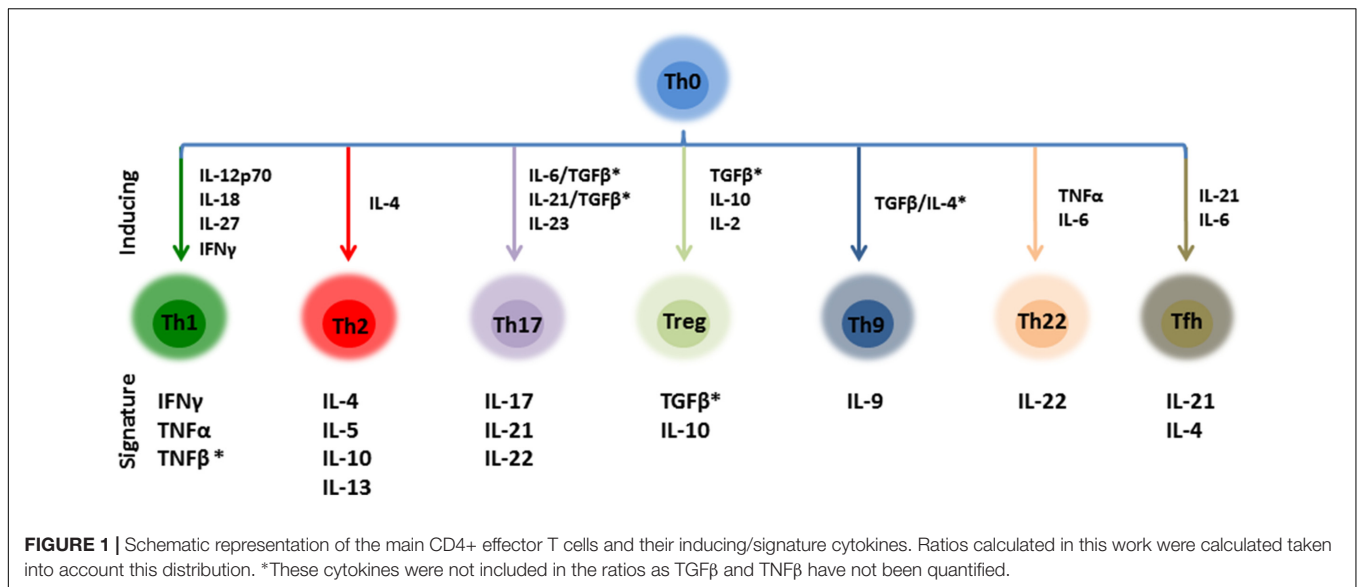 Th0
Inducing
IL-12p70
IL-18
IL-27
IFNγ
IL-4
IL-6/TGFβ*
IL-21/TGFβ*
IL-23
TGFβ*
IL-10
IL-2
TGFβ/IL-4*
TNFα
IL-6
IL-21
IL-6
Th1
Th2
Th17
Treg
Th9
Th22
Tfh
Signature
IFNγ
TNFα
TNFβ*
IL-4
IL-5
IL-10
IL-13
IL-17
IL-21
IL-22
TGFβ*
IL-10
IL-9
IL-22
IL-21
IL-4
FIGURE 1 | Schematic representation of the main CD4+ effector T cells and their inducing/signature cytokines. Ratios calculated in this work were calculated taken
into account this distribution. *These cytokines were not included in the ratios as TGFβ and TNFβ have not been quantified.